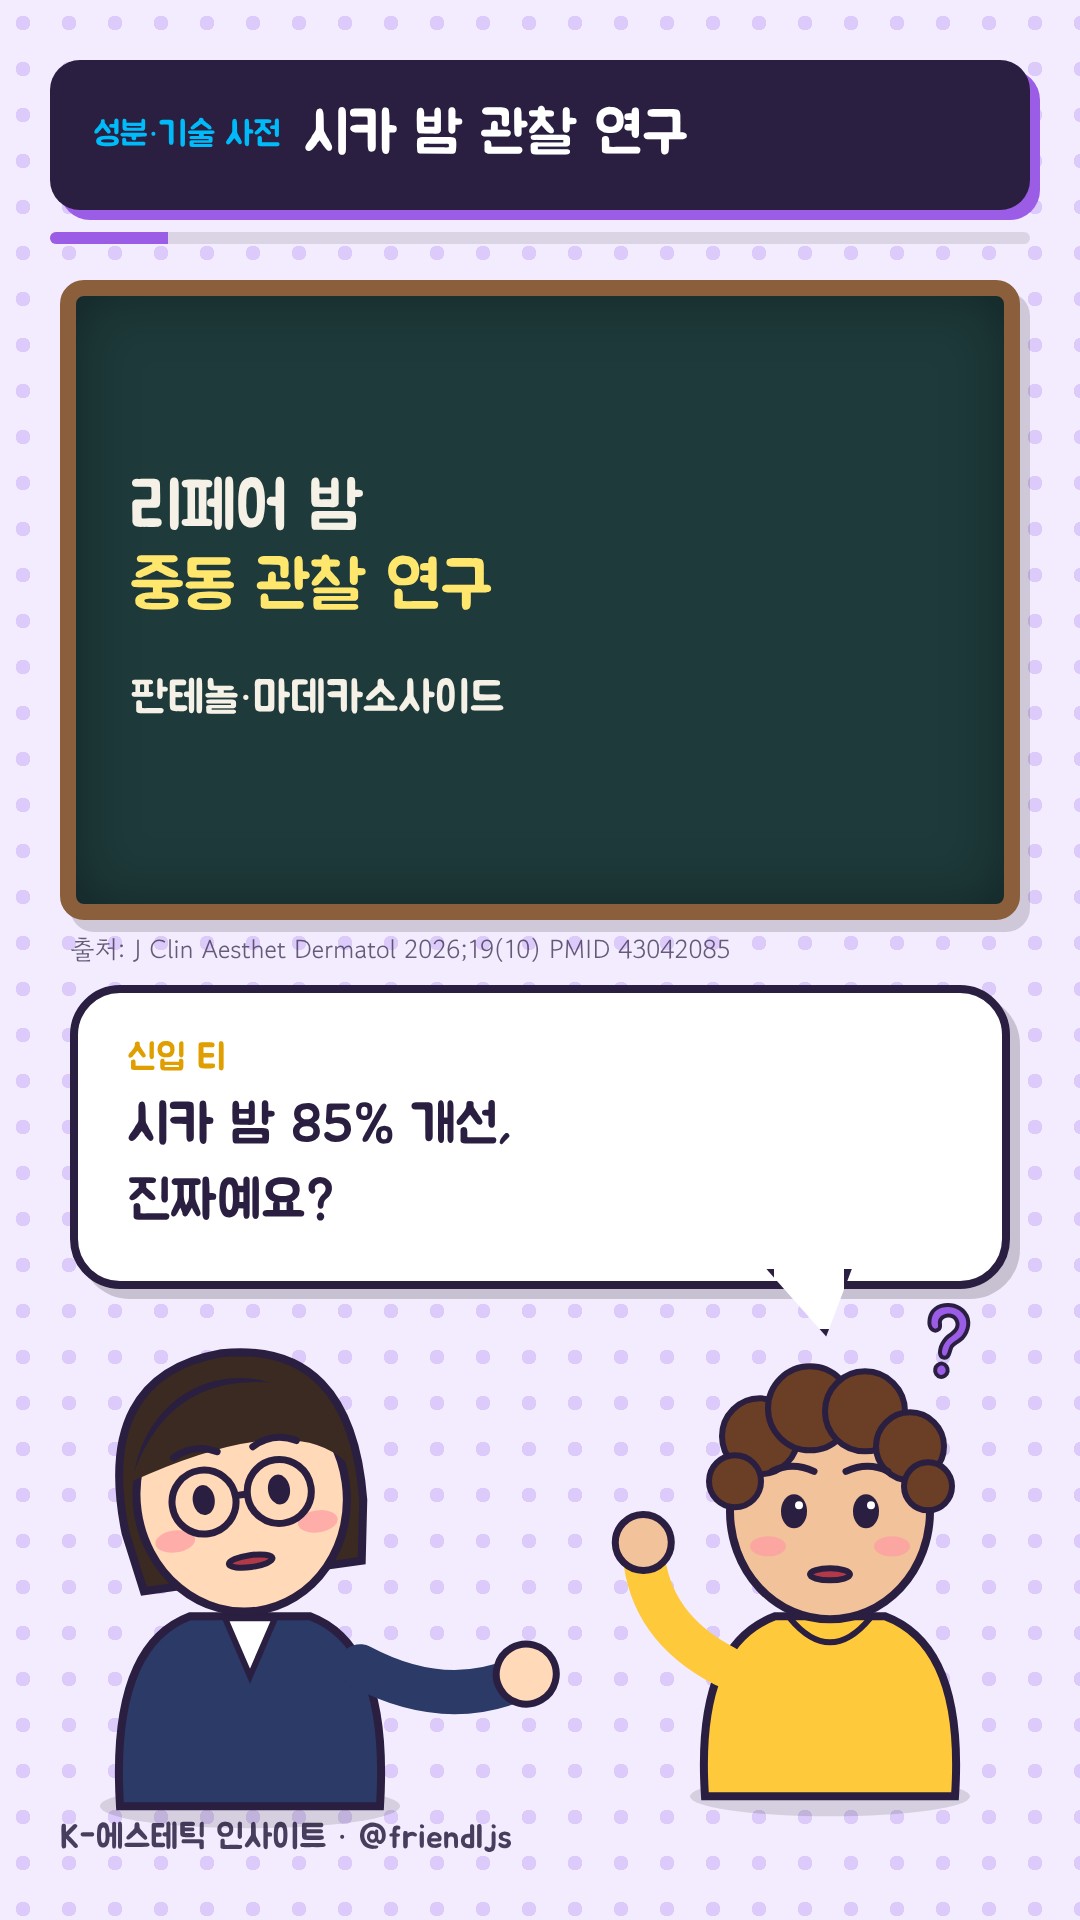 성분·기술 사전 시카 밤 관찰 연구
리페어 밤
중동 관찰 연구
판테놀·마데카소사이드
출처: J Clin Aesthet Dermatol 2026;19(10) PMID 43042085
신입 티
시카 밤 85% 개선,
진짜예요?
?
K-에스테틱 인사이트 · @friendljs